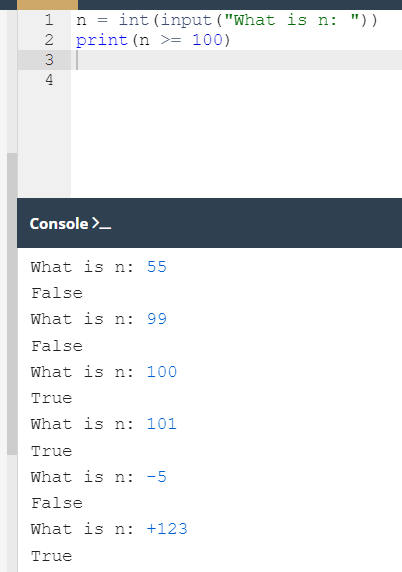 1 n = int(input("What is n: "))
2 print(n >= 100)
3
4
Console >_
What is n: 55
False
What is n: 99
False
What is n: 100
True
What is n: 101
True
What is n: -5
False
What is n: +123
True